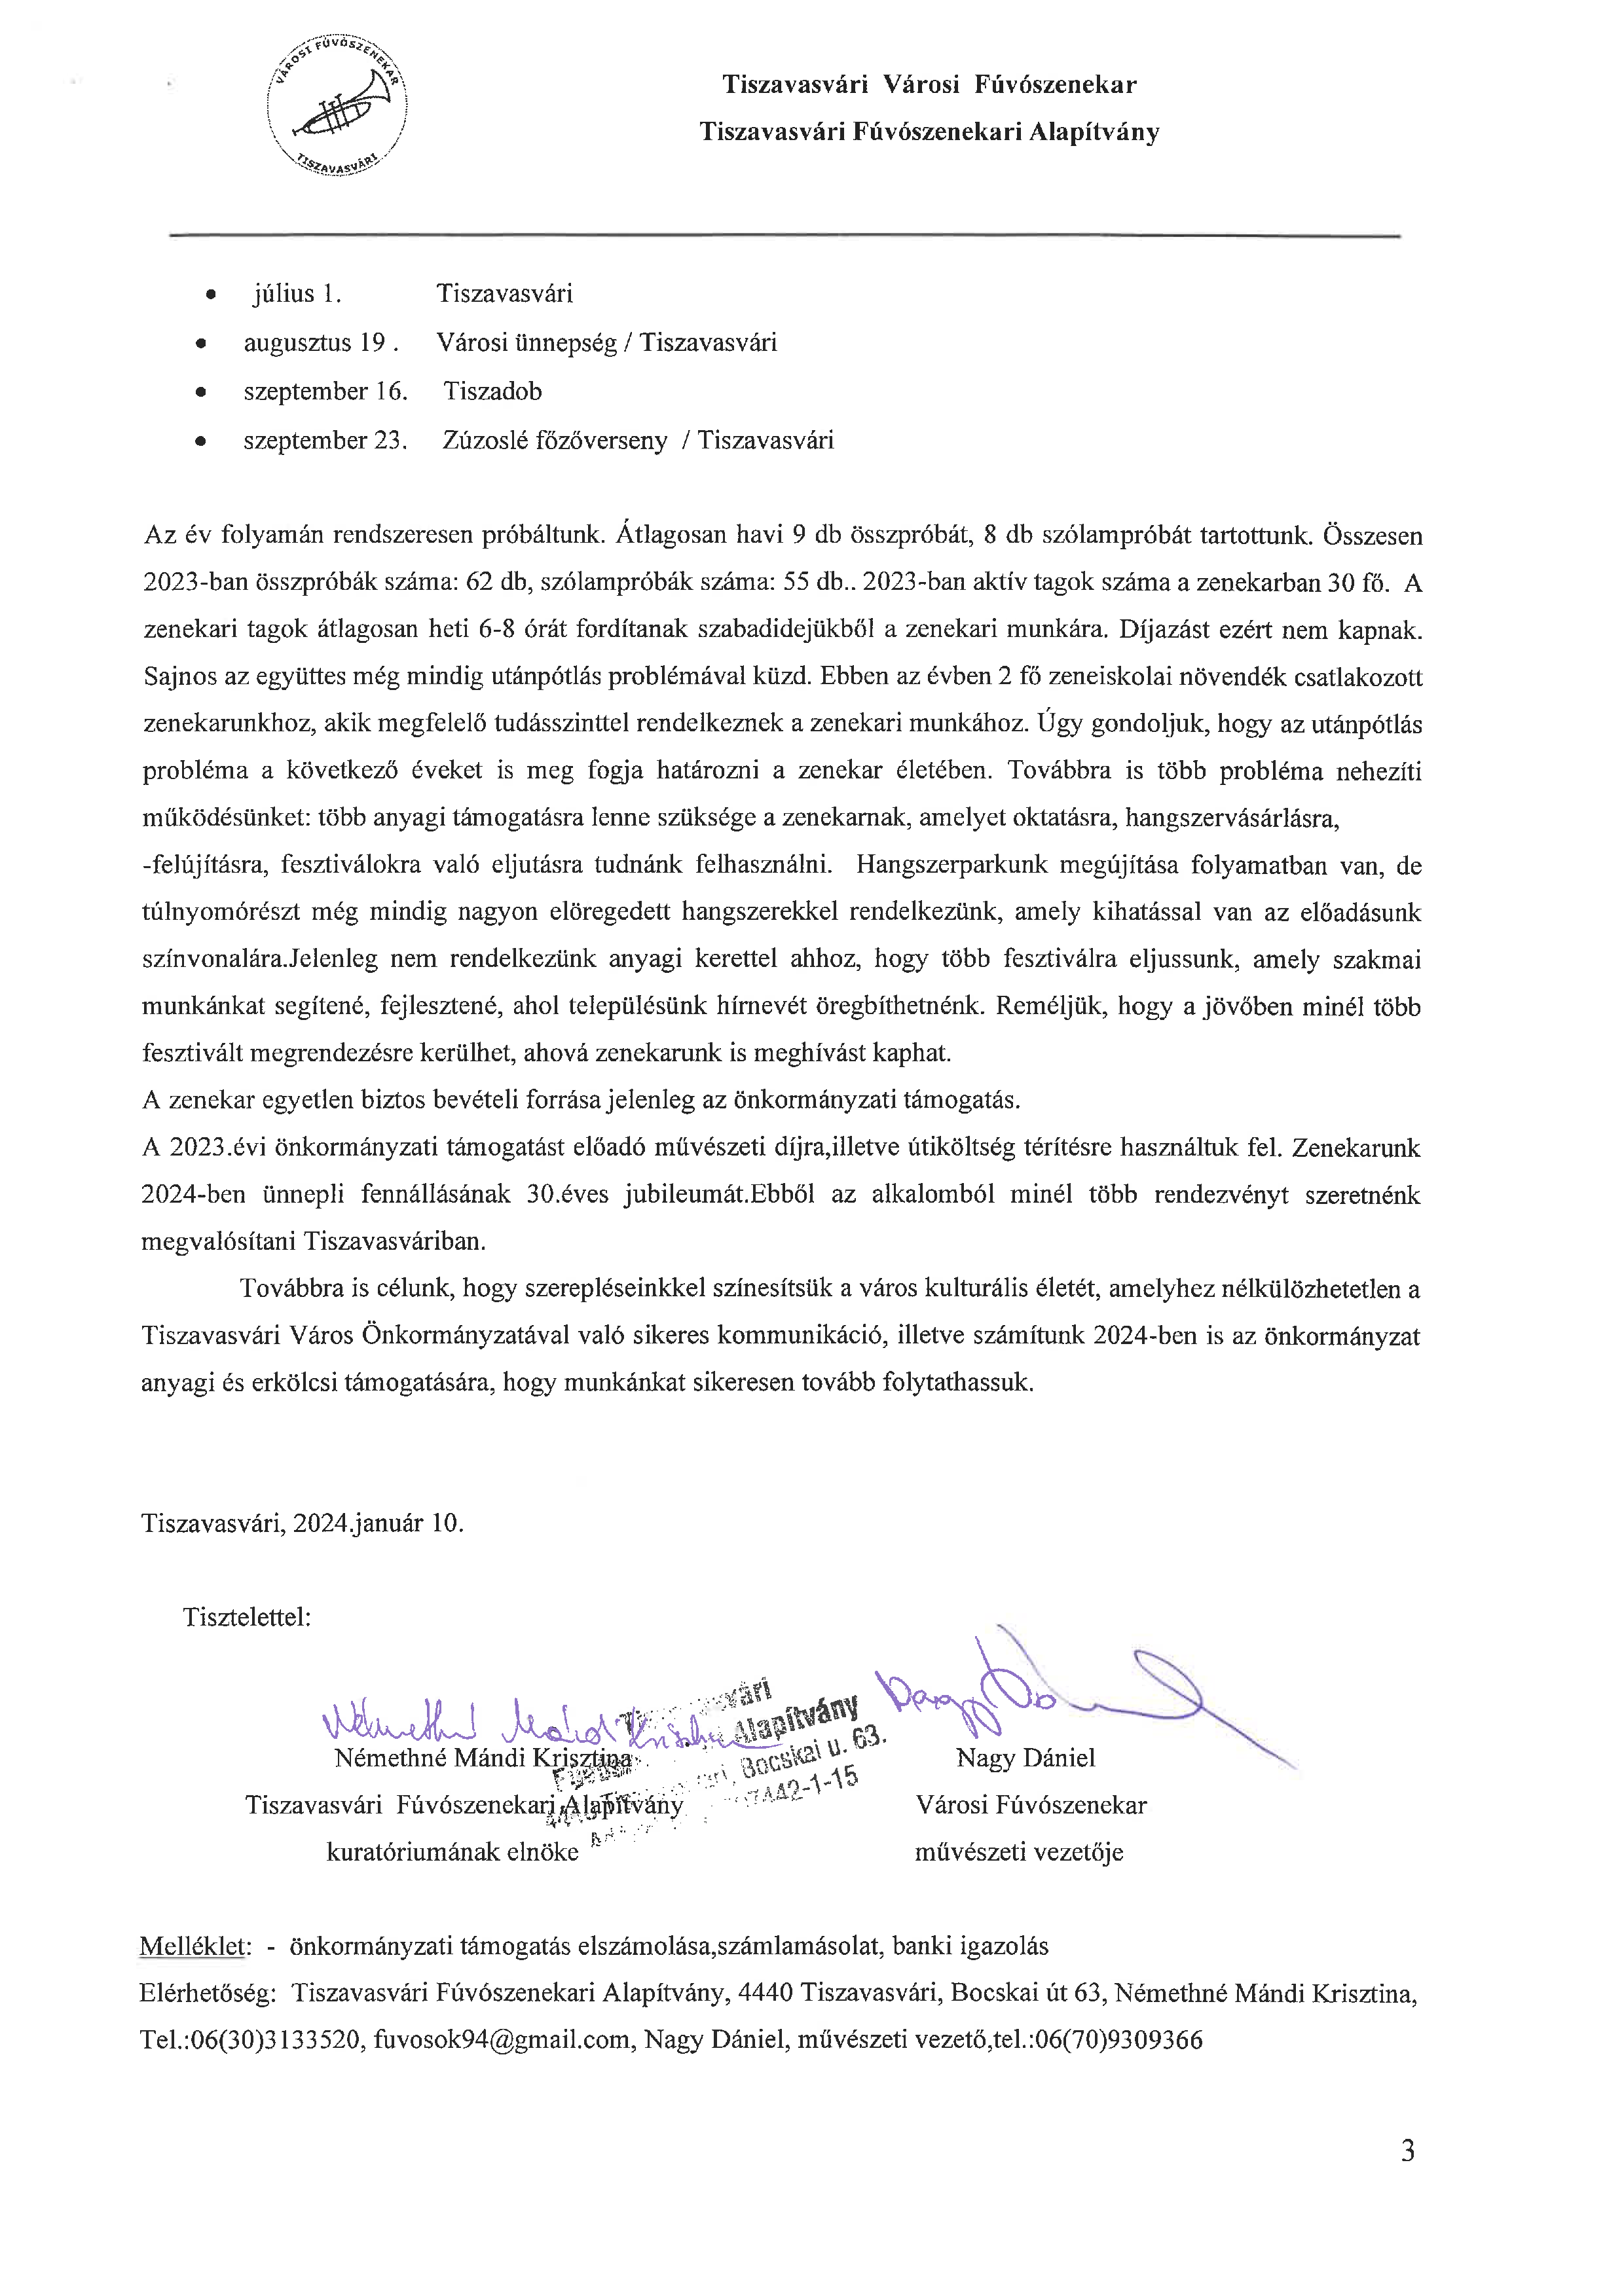 VÁROSI FÚVÓSZENEKAR
TISZAVASVÁRI
Tiszavasvári Városi Fúvószenekar
Tiszavasvári Fúvószenekari Alapítvány
• július 1. Tiszavasvári
• augusztus 19 . Városi ünnepség / Tiszavasvári
• szeptember 16. Tiszadob
• szeptember 23. Zúzoslé főzőverseny / Tiszavasvári
Az év folyamán rendszeresen próbáltunk. Átlagosan havi 9 db összpróbát, 8 db szólampróbát tartottunk. Összesen
2023-ban összpróbák száma: 62 db, szólampróbák száma: 55 db.. 2023-ban aktív tagok száma a zenekarban 30 fő. A
zenekari tagok átlagosan heti 6-8 órát fordítanak szabadidejükből a zenekari munkára. Díjazást ezért nem kapnak.
Sajnos az együttes még mindig utánpótlás problémával küzd. Ebben az évben 2 fő zeneiskolai növendék csatlakozott
zenekarunkhoz, akik megfelelő tudásszinttel rendelkeznek a zenekari munkához. Úgy gondoljuk, hogy az utánpótlás
probléma a következő éveket is meg fogja határozni a zenekar életében. Továbbra is több probléma nehezíti
működésünket: több anyagi támogatásra lenne szüksége a zenekarnak, amelyet oktatásra, hangszervásárlásra,
-felújításra, fesztiválokra való eljutásra tudnánk felhasználni. Hangszerparkunk megújítása folyamatban van, de
túlnyomórészt még mindig nagyon elöregedett hangszerekkel rendelkezünk, amely kihatással van az előadásunk
színvonalára.Jelenleg nem rendelkezünk anyagi kerettel ahhoz, hogy több fesztiválra eljussunk, amely szakmai
munkánkat segítené, fejlesztené, ahol településünk hírnevét öregbíthetnénk. Reméljük, hogy a jövőben minél több
fesztivált megrendezésre kerülhet, ahová zenekarunk is meghívást kaphat.
A zenekar egyetlen biztos bevételi forrása jelenleg az önkormányzati támogatás.
A 2023.évi önkormányzati támogatást előadó művészeti díjra,illetve útiköltség térítésre használtuk fel. Zenekarunk
2024-ben ünnepli fennállásának 30.éves jubileumát.Ebből az alkalomból minél több rendezvényt szeretnénk
megvalósítani Tiszavasváriban.
Továbbra is célunk, hogy szerepléseinkkel színesítsük a város kulturális életét, amelyhez nélkülözhetetlen a
Tiszavasvári Város Önkormányzatával való sikeres kommunikáció, illetve számítunk 2024-ben is az önkormányzat
anyagi és erkölcsi támogatására, hogy munkánkat sikeresen tovább folytathassuk.
Tiszavasvári, 2024.január 10.
Tisztelettel:
Némethné Mándi Krisztina Nagy Dániel
Alapítvány
Bocskai u. 63.
7442-1-15
Némethné Mándi Krisztina Nagy Dániel
Tiszavasvári Fúvószenekari Alapítvány Városi Fúvószenekar
kuratóriumának elnöke művészeti vezetője
Melléklet: - önkormányzati támogatás elszámolása,számlamásolat, banki igazolás
Elérhetőség: Tiszavasvári Fúvószenekari Alapítvány, 4440 Tiszavasvári, Bocskai út 63, Némethné Mándi Krisztina,
Tel.:06(30)3133520, fuvosok94@gmail.com, Nagy Dániel, művészeti vezető,tel.:06(70)9309366
3